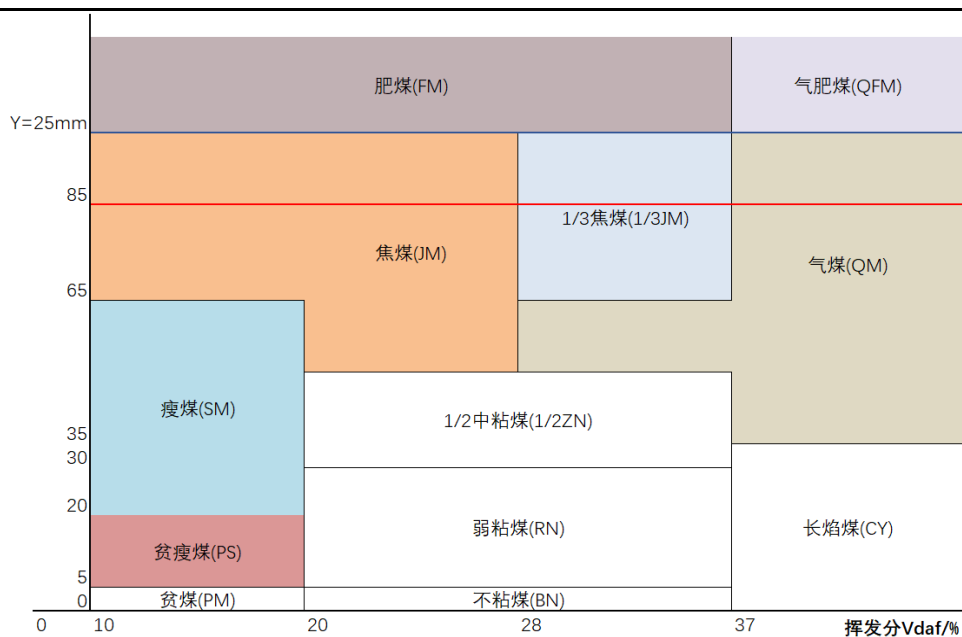 肥煤(FM)
气肥煤(QFM)
Y=25mm
85
1/3焦煤(1/3JM)
焦煤(JM)
气煤(QM)
65
瘦煤(SM)
1/2中粘煤(1/2ZN)
35
30
20
弱粘煤(RN)
长焰煤(CY)
贫瘦煤(PS)
5
0
贫煤(PM)
不粘煤(BN)
0 10 20 28 37 挥发分Vdaf/%